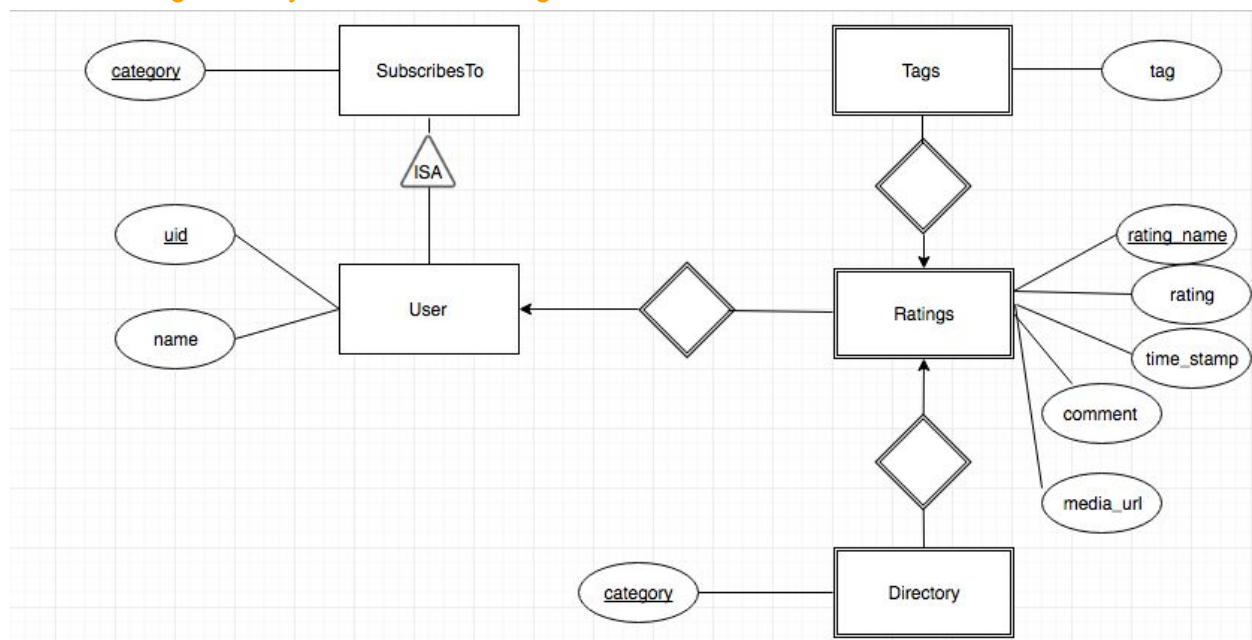 category
SubscribesTo
Tags
tag
ISA
uid
name
User
Ratings
rating_name
rating
time_stamp
comment
media_url
category
Directory